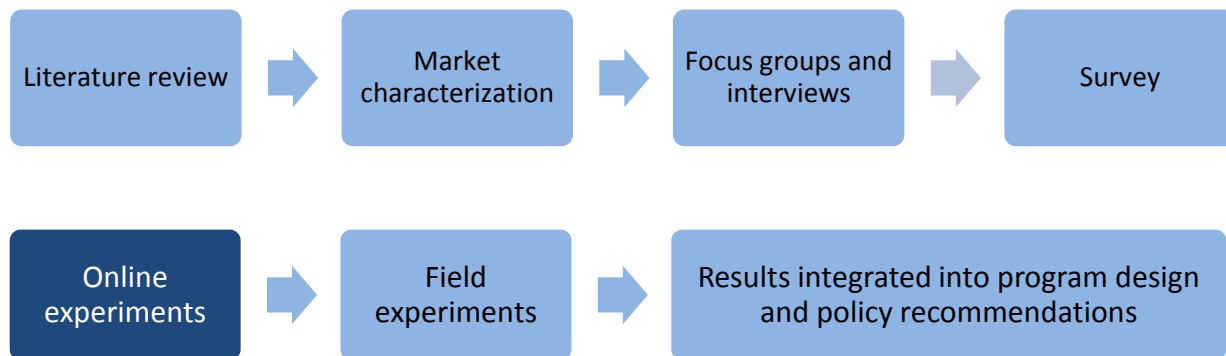 Literature review
Market
characterization
Focus groups and
interviews
Survey
Online
experiments
Field
experiments
Results integrated into program design
and policy recommendations